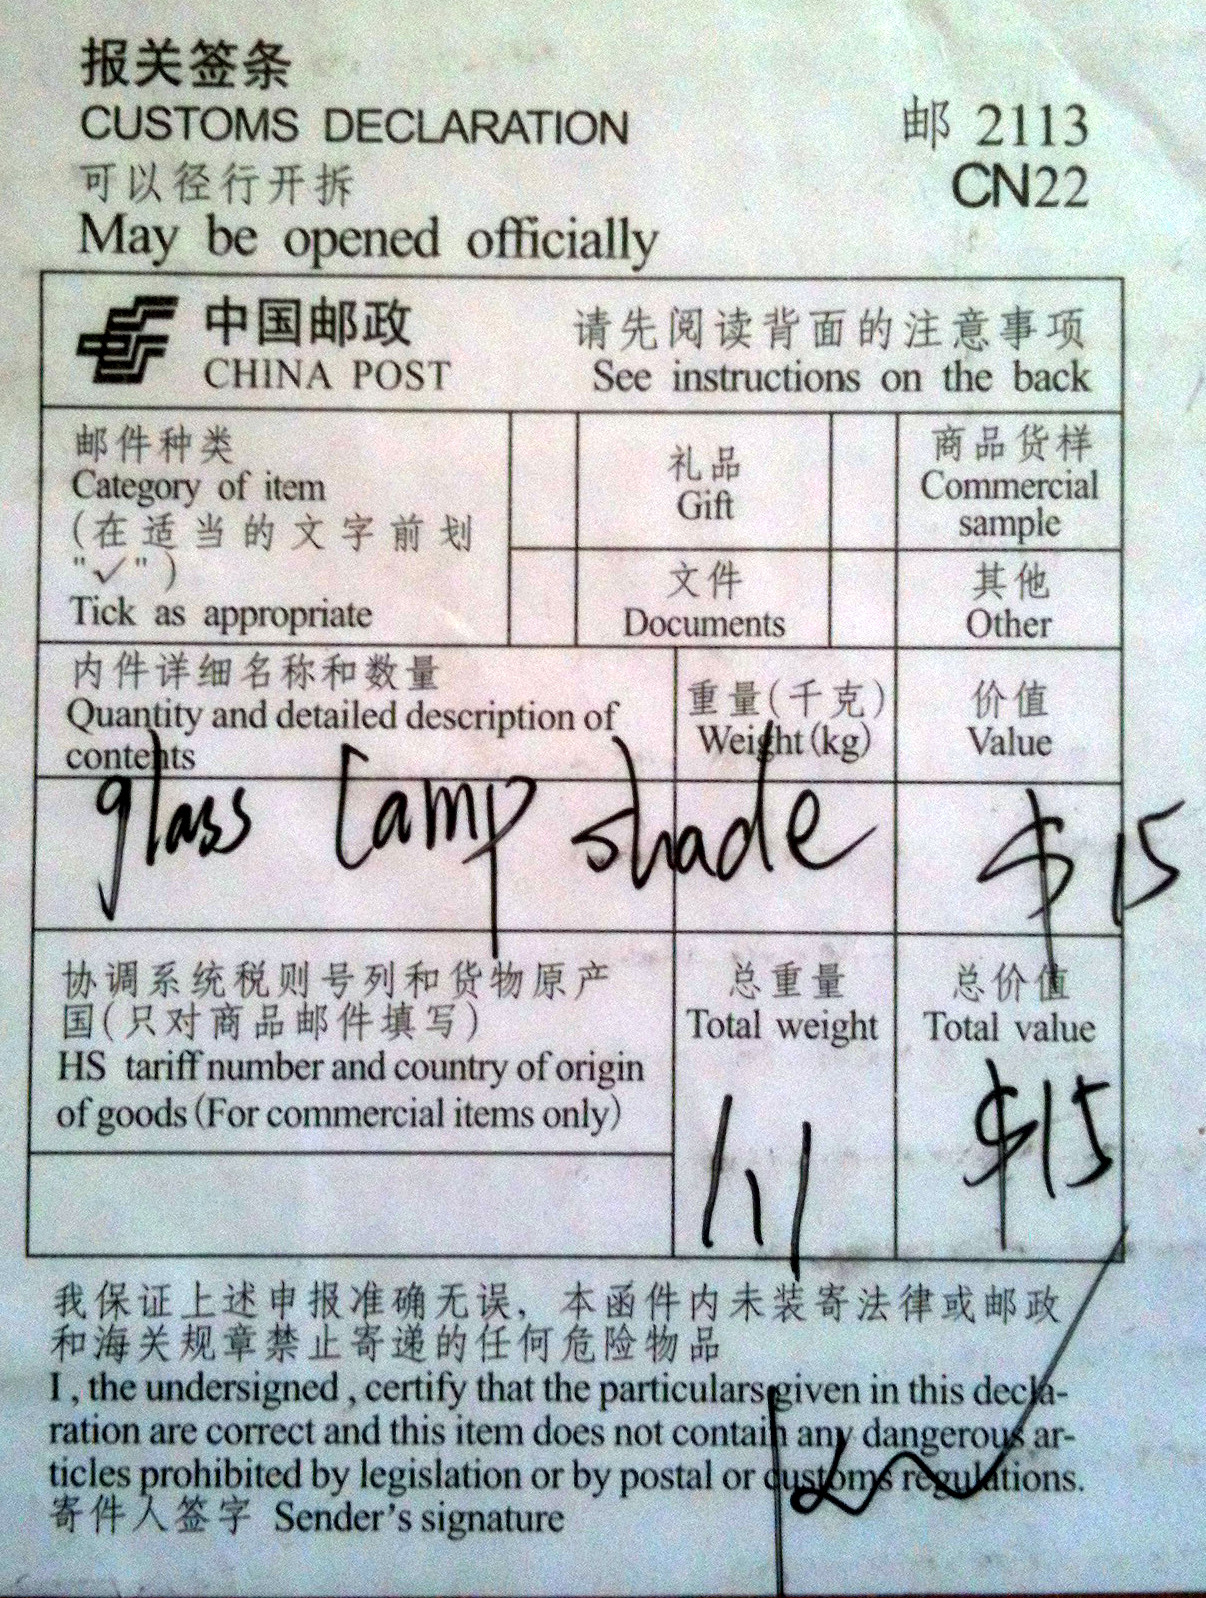 报关签条
CUSTOMS DECLARATION
邮 2113
可以径行开拆
CN22
May be opened officially
中国邮政
CHINA POST
请先阅读背面的注意事项
See instructions on the back
邮件种类
Category of item
(在适当的文字前划
"✓")
Tick as appropriate
礼品
Gift
商品货样
Commercial
sample
文件
Documents
其他
Other
内件详细名称和数量
Quantity and detailed description of
contents
重量(千克)
Weight(kg)
价值
Value
glass lamp shade
$15
协调系统税则号列和货物原产
国(只对商品邮件填写)
HS tariff number and country of origin
of goods(For commercial items only)
总重量
Total weight
1.1
总价值
Total value
$15
我保证上述申报准确无误，本函件内未装寄法律或邮政
和海关规章禁止寄递的任何危险物品
I, the undersigned, certify that the particulars given in this decla-
ration are correct and this item does not contain any dangerous ar-
ticles prohibited by legislation or by postal or customs regulations.
寄件人签字 Sender's signature